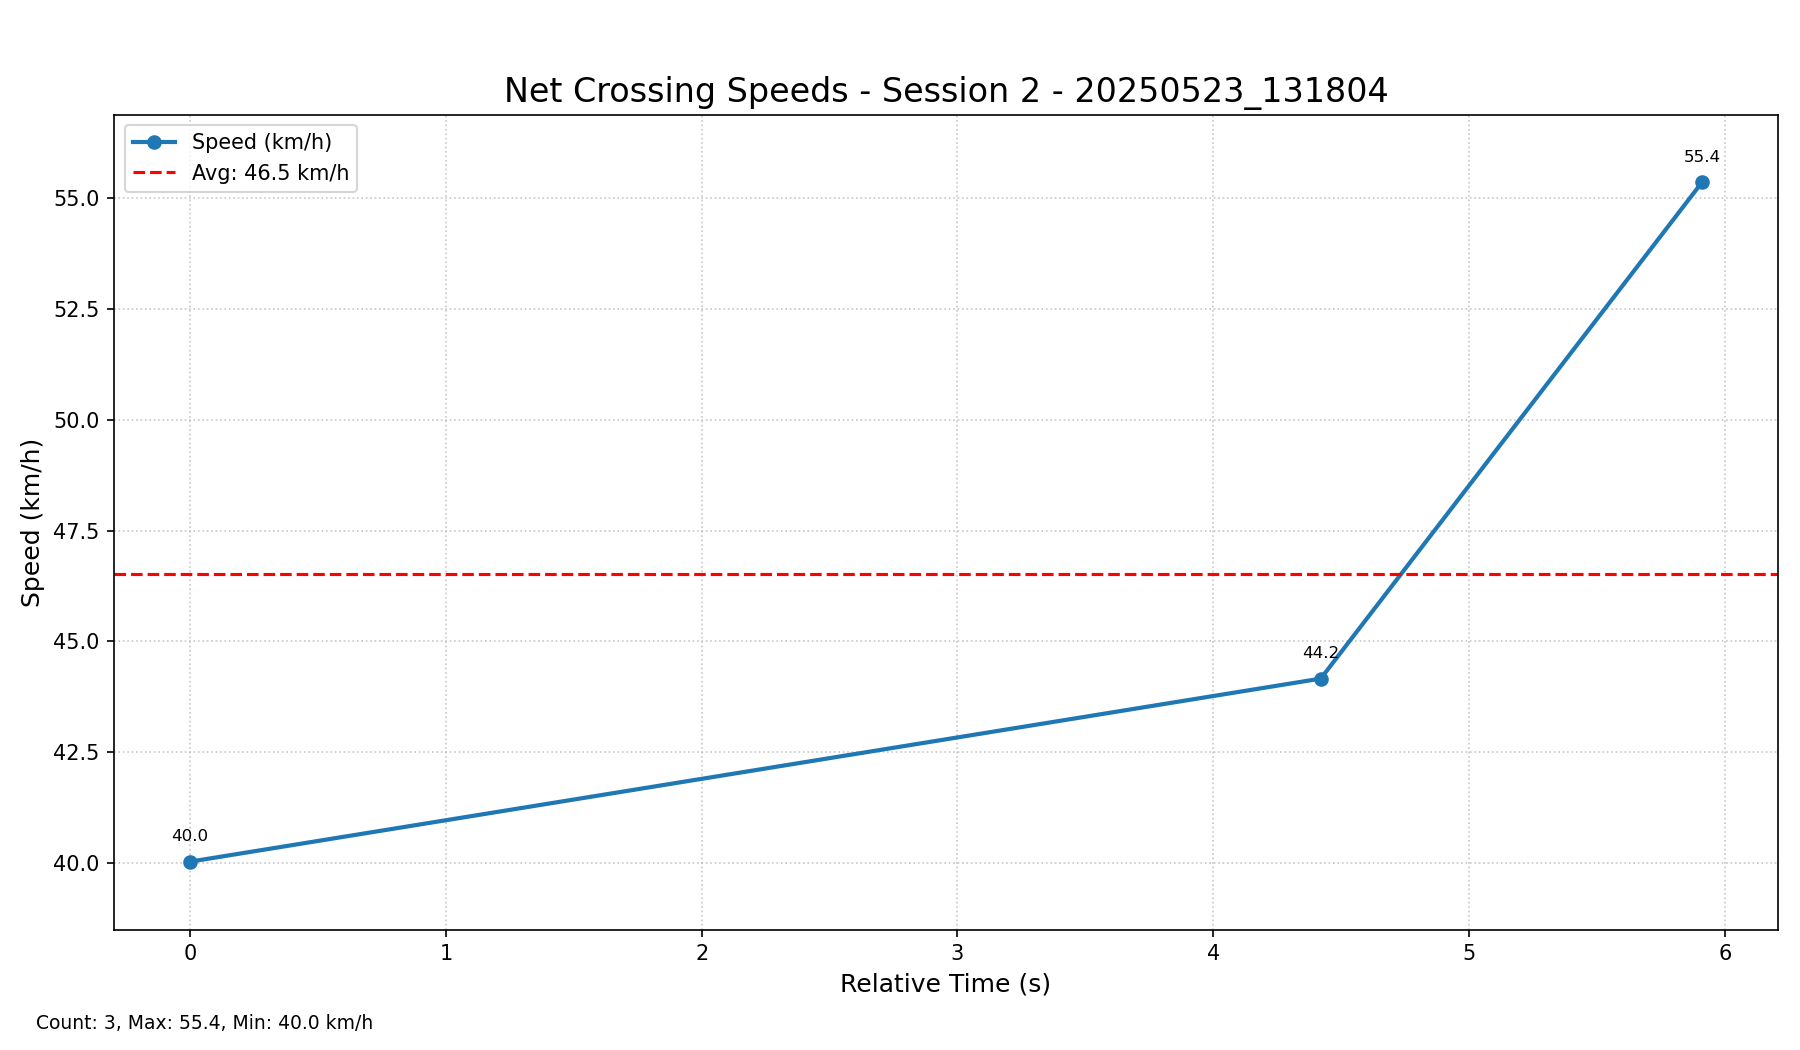 Net Crossing Speeds - Session 2 - 20250523_131804
Speed (km/h)
Avg: 46.5 km/h
55.4
44.2
40.0
55.0
52.5
50.0
47.5
45.0
42.5
40.0
Speed (km/h)
0 1 2 3 4 5 6
Relative Time (s)
Count: 3, Max: 55.4, Min: 40.0 km/h